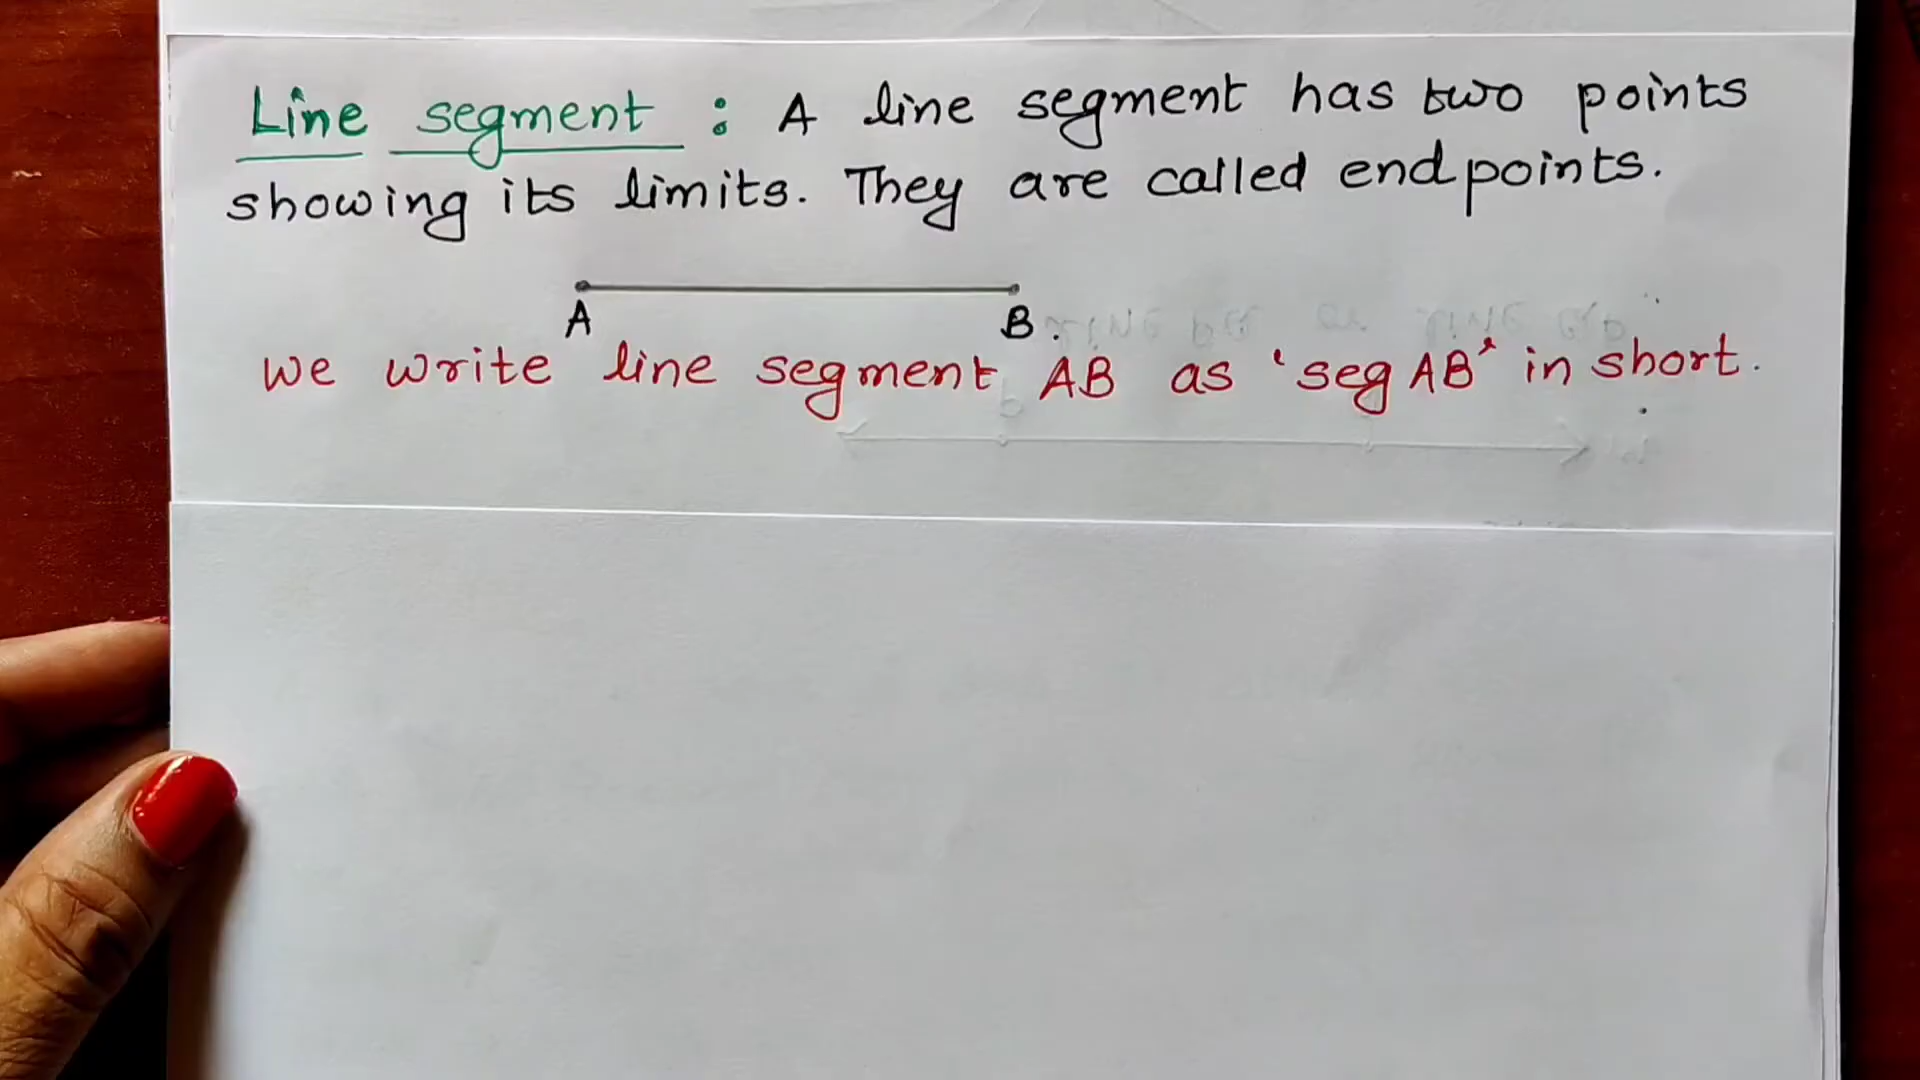 Line segment : A line segment has two points
showing its limits. They are called endpoints.
A B.
we write line segment AB as 'seg AB' in short.